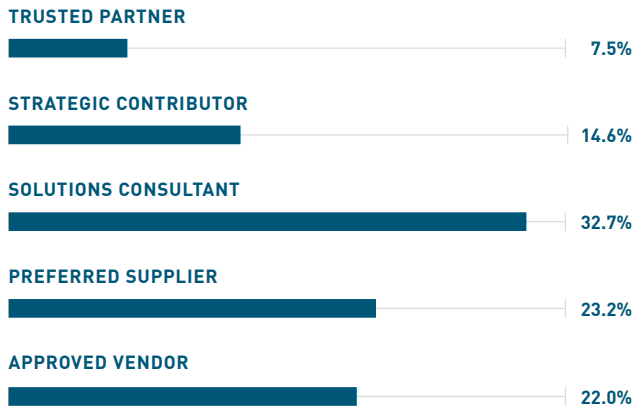 TRUSTED PARTNER
7.5%
STRATEGIC CONTRIBUTOR
14.6%
SOLUTIONS CONSULTANT
32.7%
PREFERRED SUPPLIER
23.2%
APPROVED VENDOR
22.0%